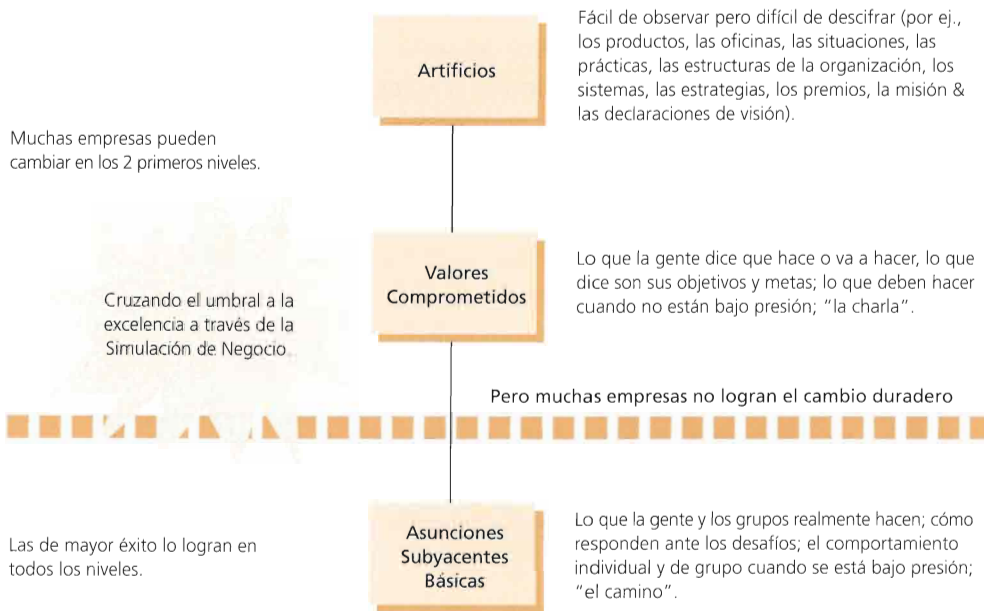 Artificios
Fácil de observar pero difícil de descifrar (por ej.,
los productos, las oficinas, las situaciones, las
prácticas, las estructuras de la organización, los
sistemas, las estrategias, los premios, la misión &
las declaraciones de visión).
Muchas empresas pueden
cambiar en los 2 primeros niveles.
Valores
Comprometidos
Lo que la gente dice que hace o va a hacer, lo que
dice son sus objetivos y metas; lo que deben hacer
cuando no están bajo presión; “la charla”.
Cruzando el umbral a la
excelencia a través de la
Simulación de Negocio
Pero muchas empresas no logran el cambio duradero
Asunciones
Subyacentes
Básicas
Lo que la gente y los grupos realmente hacen; cómo
responden ante los desafíos; el comportamiento
individual y de grupo cuando se está bajo presión;
“el camino”.
Las de mayor éxito lo logran en
todos los niveles.